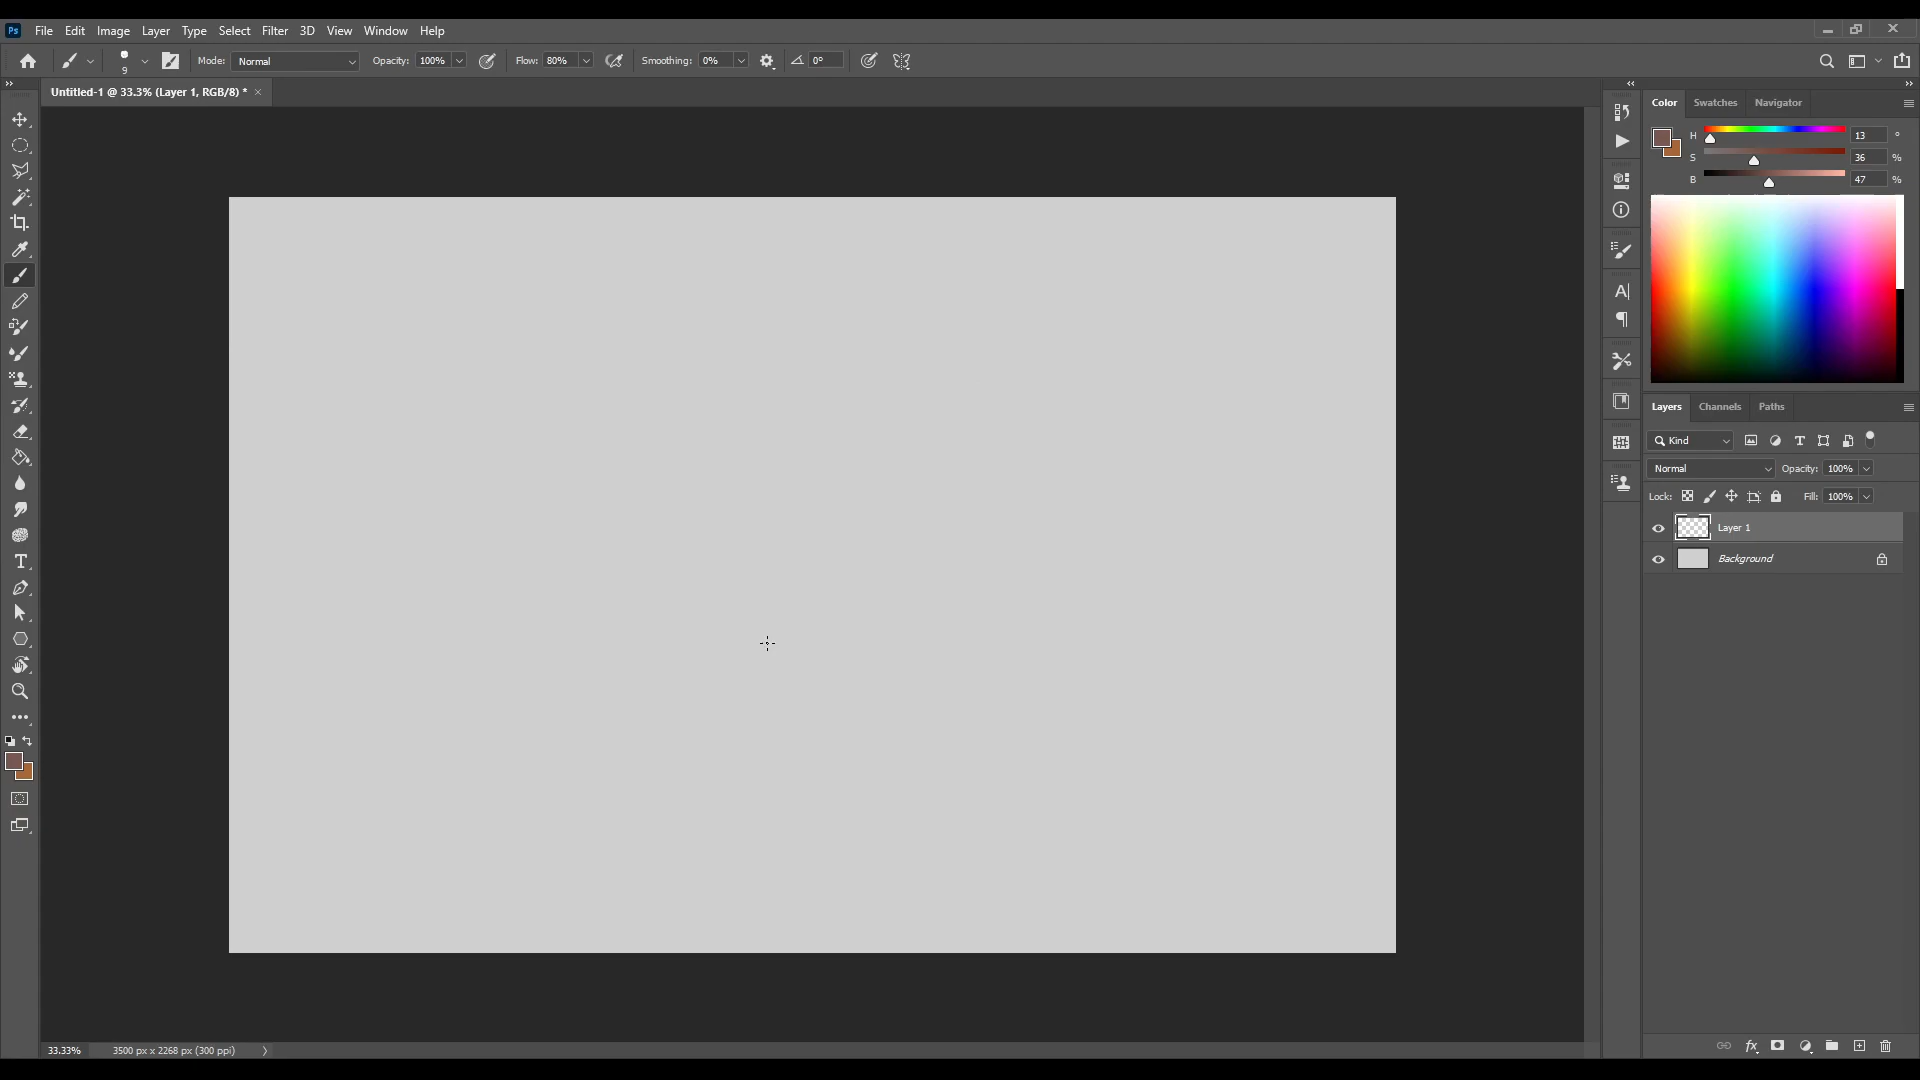 Ps File Edit Image Layer Type Select Filter 3D View Window Help
9 Mode: Normal Opacity: 100% Flow: 80% Smoothing: 0% 0°
Untitled-1 @ 33.3% (Layer 1, RGB/8) * ×
Color Swatches Navigator
H 13 °
S 36 %
B 47 %
Layers Channels Paths
Kind
Normal Opacity: 100%
Lock: Fill: 100%
Layer 1
Background
33.33% 3500 px x 2268 px (300 ppi)